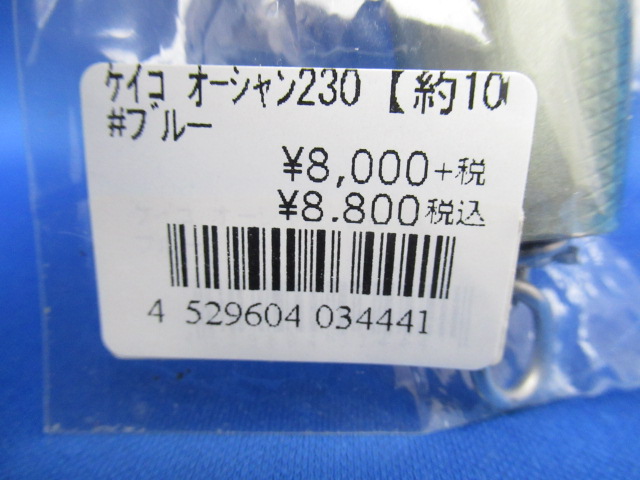 ケイコ オーシャン230【約10
#ブルー
¥8,000+税
¥8.800税込
4 529604 034441